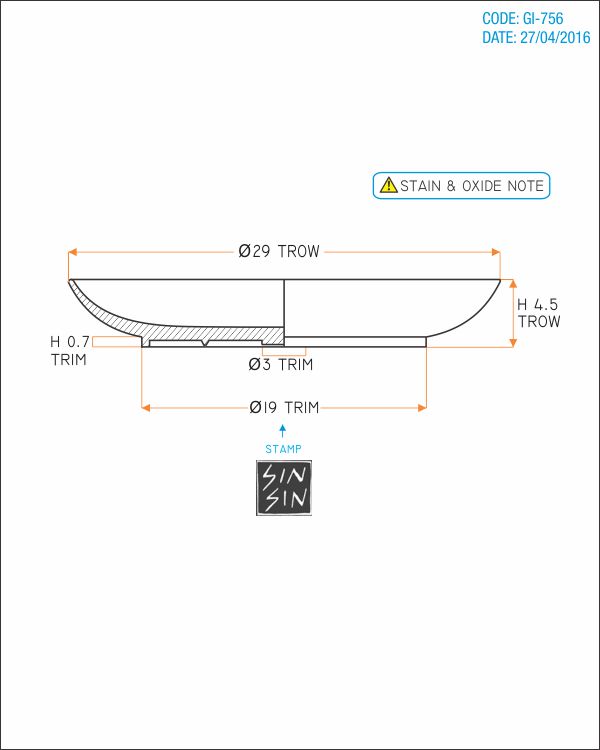 CODE: GI-756
DATE: 27/04/2016
STAIN & OXIDE NOTE
Ø29 TROW
H 4.5
TROW
H 0.7
TRIM
Ø3 TRIM
Ø19 TRIM
STAMP
SIN
SIN